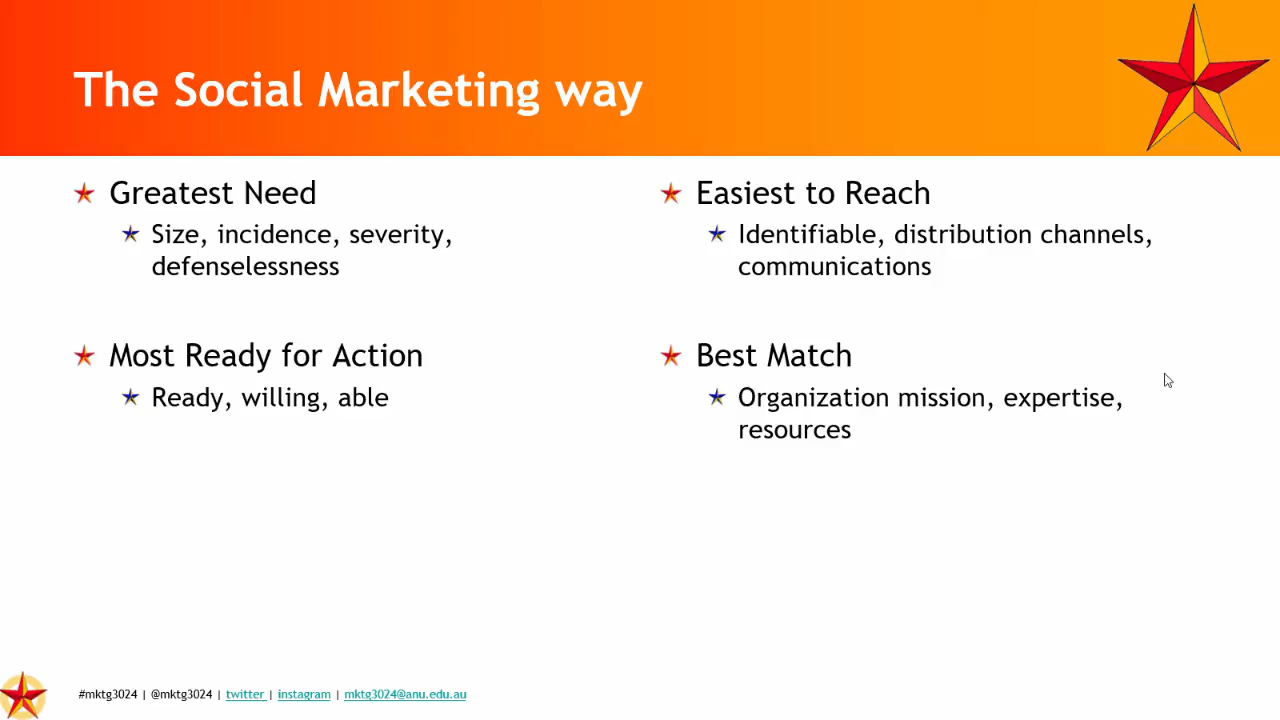 The Social Marketing way
Greatest Need
Size, incidence, severity,
defenselessness
Most Ready for Action
Ready, willing, able
Easiest to Reach
Identifiable, distribution channels,
communications
Best Match
Organization mission, expertise,
resources
#mktg3024 | @mktg3024 | twitter | instagram | mktg3024@anu.edu.au